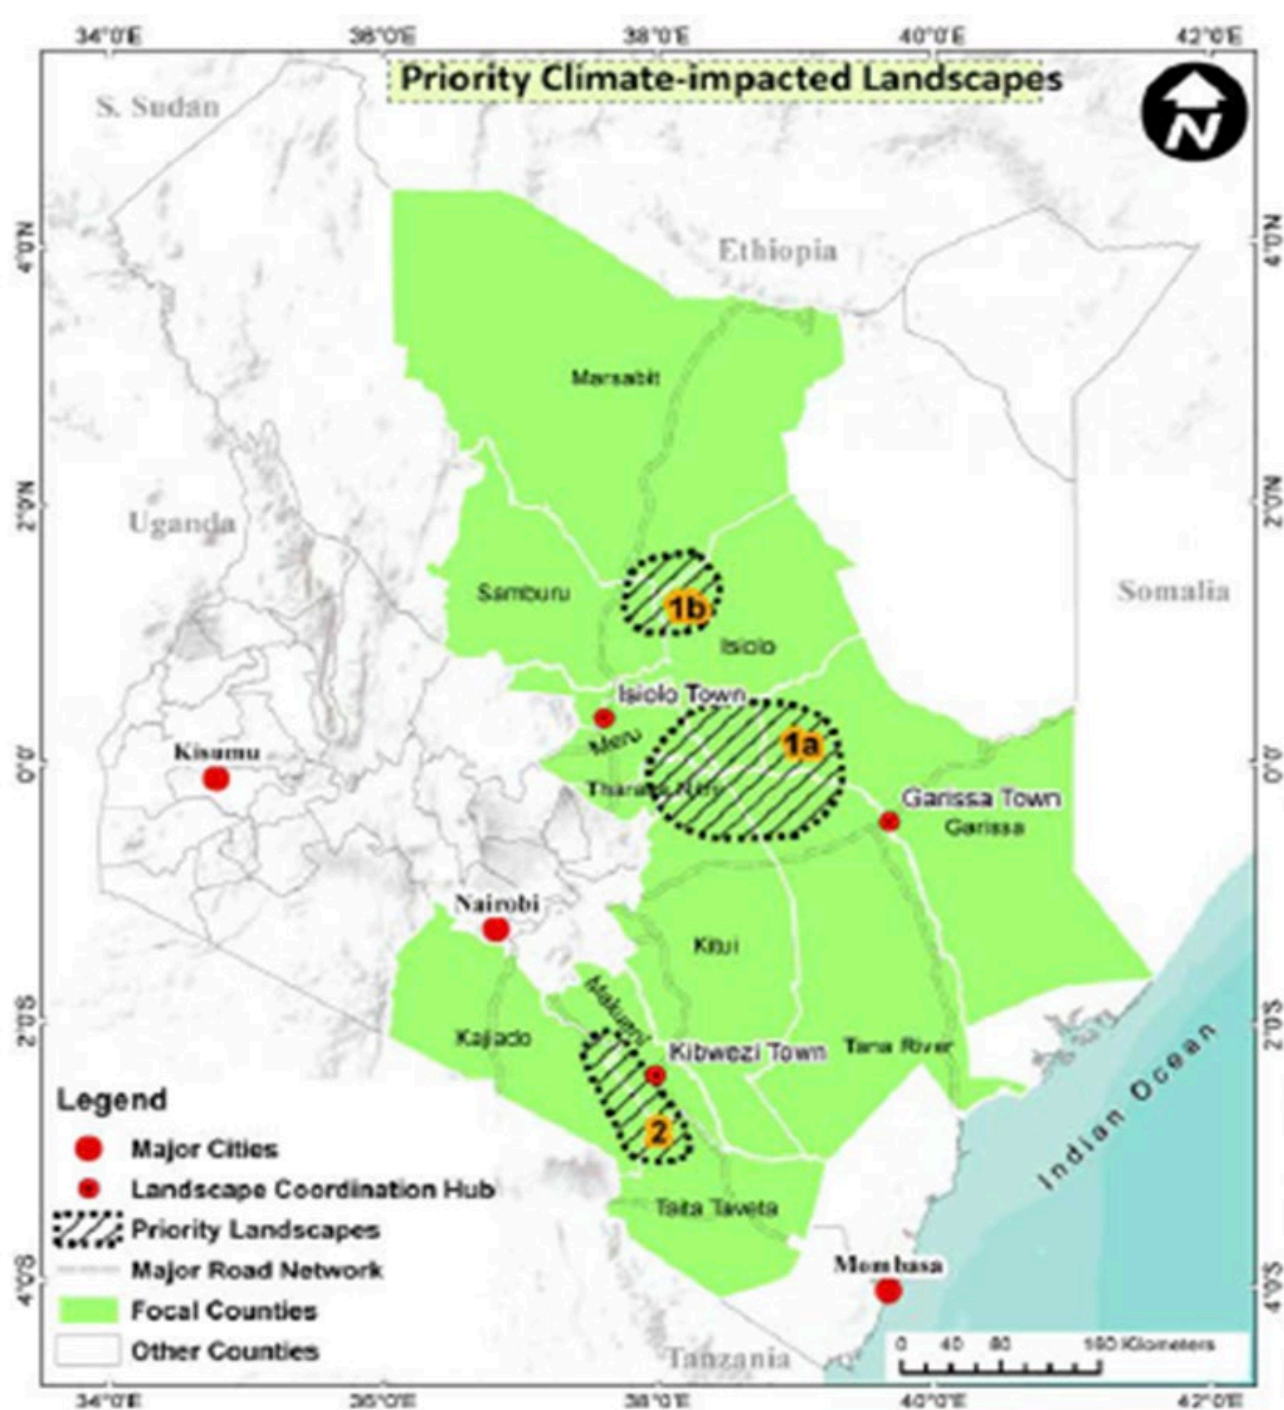 34°0'E 36°0'E 38°0'E 40°0'E 42°0'E
Priority Climate-impacted Landscapes
N
S. Sudan
4°0'N 4°0'N
Ethiopia
Marsabit
2°0'N 2°0'N
Uganda
Samburu
Somalia
1b
Isiolo
Isiolo Town
Meru
1a
Kisumu
0°0' 0°0'
Tharaka Nithi
Garissa Town
Garissa
Nairobi
Kitui
Makueni
2°0'S 2°0'S
Kajiado
Kibwezi Town
Tana River
Indian Ocean
2
Taita Taveta
Mombasa
4°0'S 4°0'S
Tanzania
Legend
Major Cities
Landscape Coordination Hub
Priority Landscapes
Major Road Network
Focal Counties
Other Counties
0 40 80 160 Kilometers
34°0'E 36°0'E 38°0'E 40°0'E 42°0'E